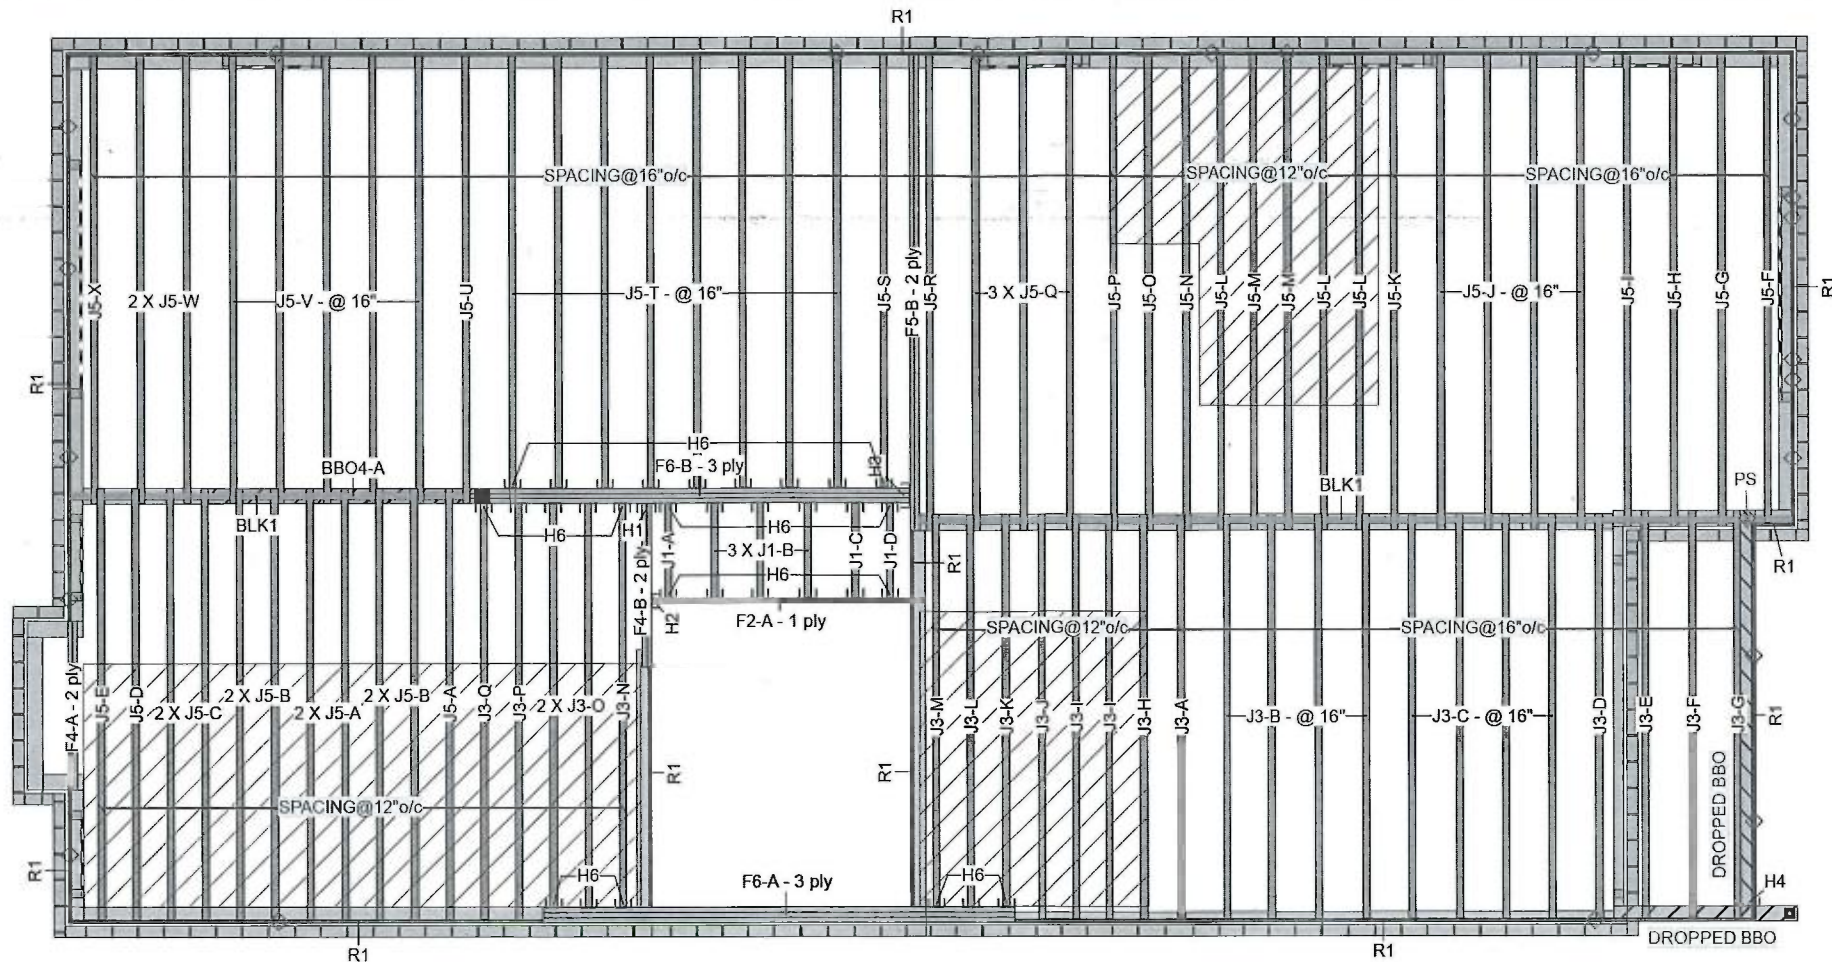 R1
SPACING@16"o/c
SPACING@12"o/c
SPACING@16"o/c
J5-X
2 X J5-W
J5-V - @ 16"
J5-U
J5-T - @ 16"
J5-S
F5-B - 2 ply
J5-R
3 X J5-Q
J5-P
J5-O
J5-N
J5-L
J5-M
J5-M
J5-L
J5-L
J5-K
J5-J - @ 16"
J5-I
J5-H
J5-G
J5-F
R1
R1
H6
F6-B - 3 ply
H3
BBO4-A
BLK1
BLK1
PS
H6
H1
F4-B - 2 ply
J1-A
H6
3 X J1-B
J1-C
J1-D
H6
R1
R1
H2
F2-A - 1 ply
SPACING@12"o/c
SPACING@16"o/c
F4-A - 2 ply
J5-E
J5-D
2 X J5-C
2 X J5-B
2 X J5-A
2 X J5-B
J5-A
J3-Q
J3-P
2 X J3-O
J3-N
J3-M
J3-L
J3-K
J3-J
J3-I
J3-I
J3-H
J3-A
J3-B - @ 16"
J3-C - @ 16"
J3-D
J3-E
J3-F
J3-G
R1
R1
R1
SPACING@12"o/c
DROPPED BBO
R1
H6
F6-A - 3 ply
H6
H4
DROPPED BBO
R1
R1